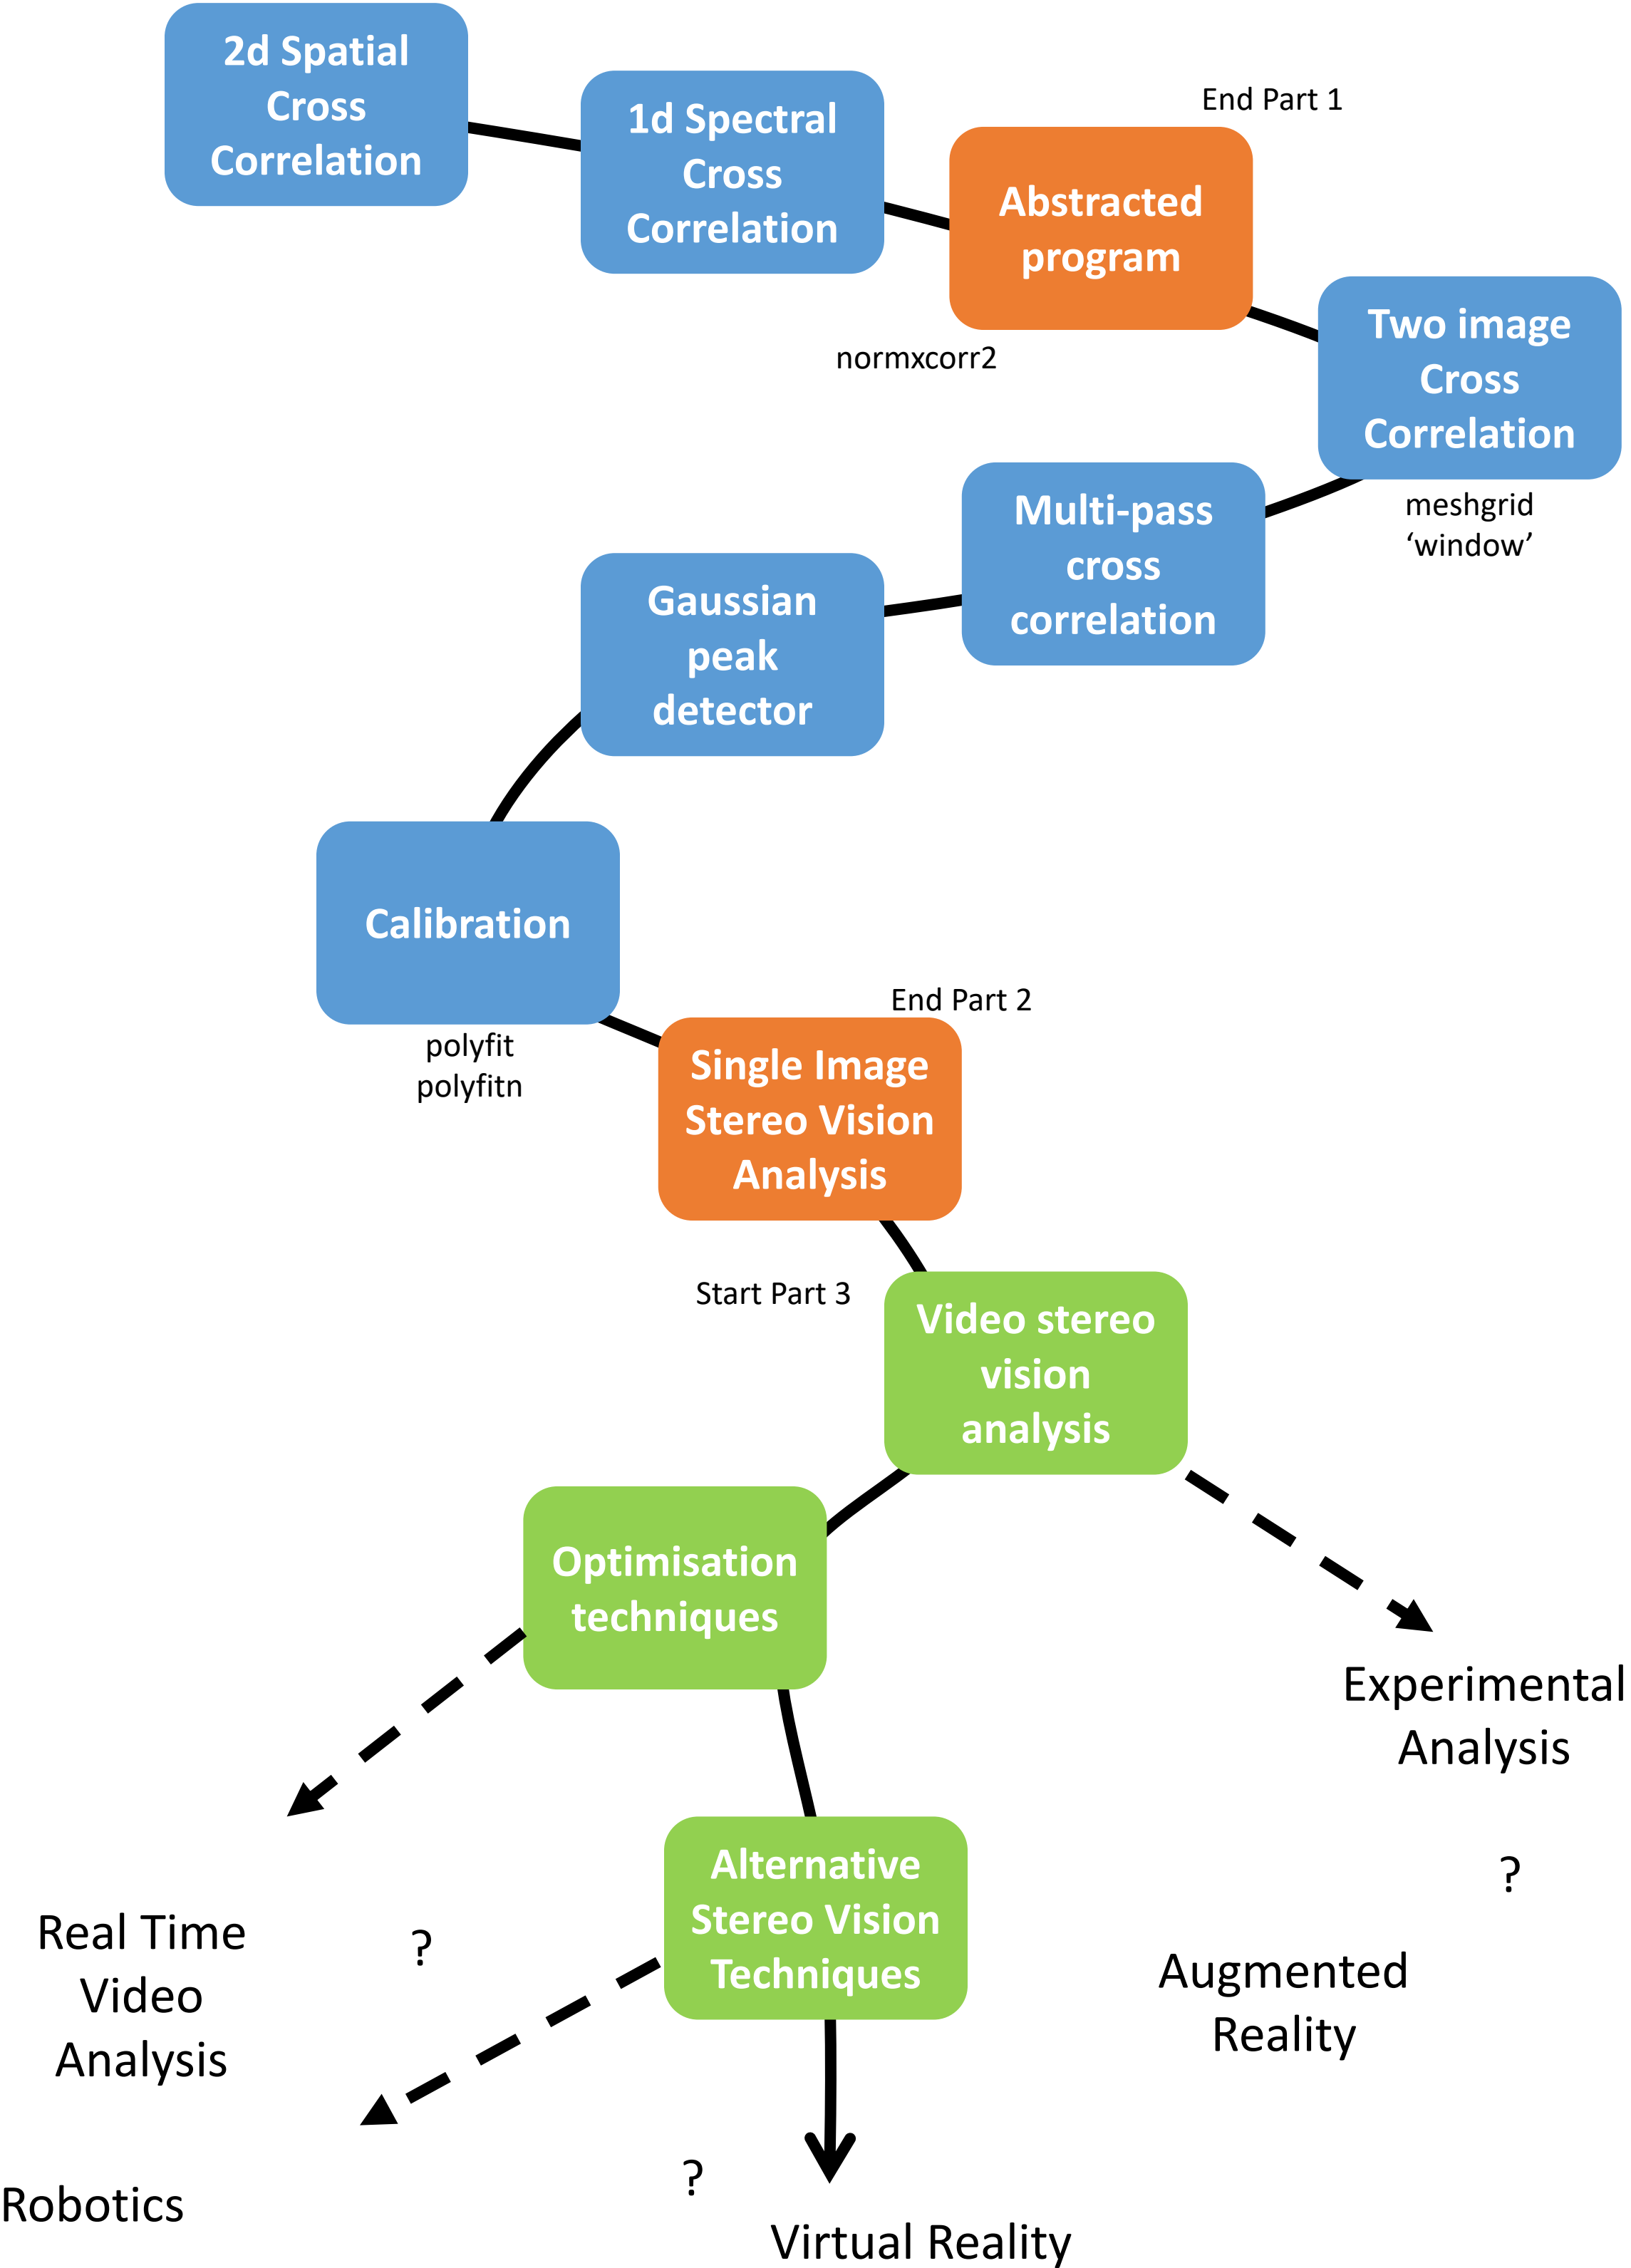 2d Spatial
Cross
Correlation
1d Spectral
Cross
Correlation
End Part 1
Abstracted
program
normxcorr2
Two image
Cross
Correlation
meshgrid
‘window’
Multi-pass
cross
correlation
Gaussian
peak
detector
Calibration
polyfit
polyfitn
End Part 2
Single Image
Stereo Vision
Analysis
Start Part 3
Video stereo
vision
analysis
Optimisation
techniques
Experimental
Analysis
?
Alternative
Stereo Vision
Techniques
Real Time
Video
Analysis
?
Augmented
Reality
?
Robotics
Virtual Reality